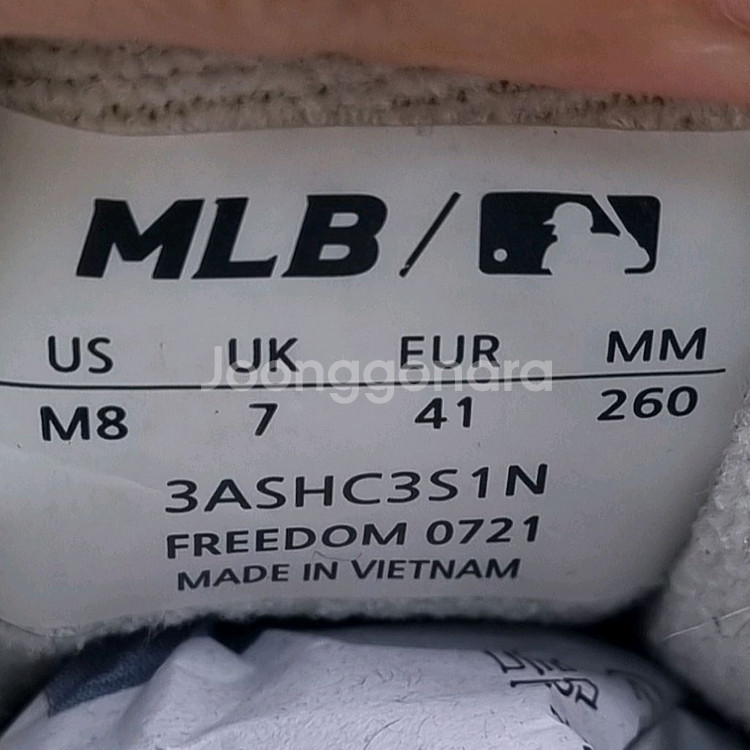 MLB/
US UK EUR MM
Joonggonara
M8 7 41 260
3ASHC3S1N
FREEDOM 0721
MADE IN VIETNAM